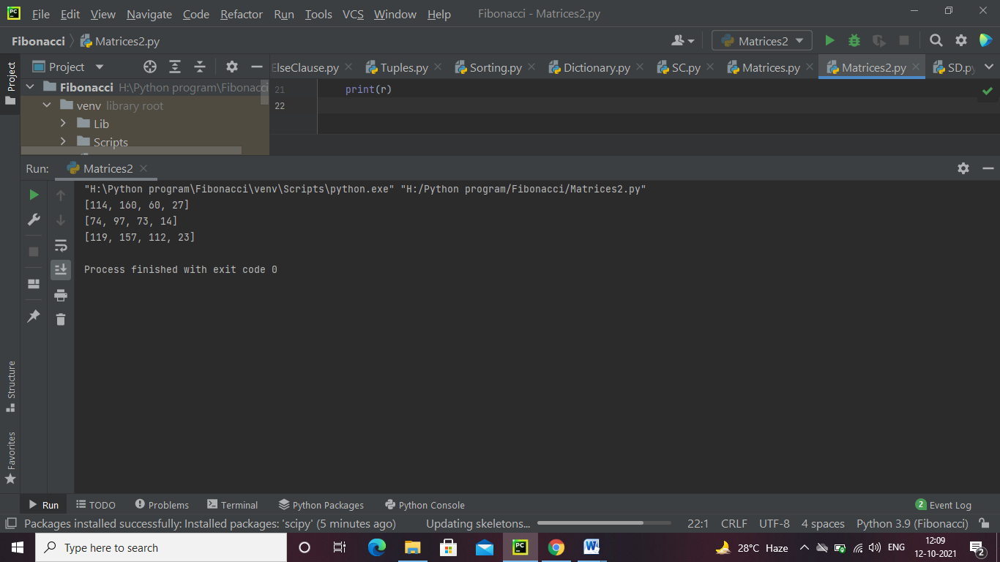 PC File Edit View Navigate Code Refactor Run Tools VCS Window Help Fibonacci - Matrices2.py
Fibonacci Matrices2.py Matrices2
Project Project ElseClause.py Tuples.py Sorting.py Dictionary.py SC.py Matrices.py Matrices2.py SD.py
Fibonacci H:\Python program\Fibonacci 21 print(r)
venv library root 22
Lib
Scripts
Run: Matrices2
"H:\Python program\Fibonacci\venv\Scripts\python.exe" "H:/Python program/Fibonacci/Matrices2.py"
[114, 160, 60, 27]
[74, 97, 73, 14]
[119, 157, 112, 23]
Process finished with exit code 0
Structure
Favorites
Run TODO Problems Terminal Python Packages Python Console 2 Event Log
Packages installed successfully: Installed packages: 'scipy' (5 minutes ago) Updating skeletons... 22:1 CRLF UTF-8 4 spaces Python 3.9 (Fibonacci)
Type here to search PC W 28°C Haze ENG 12:09
12-10-2021 2